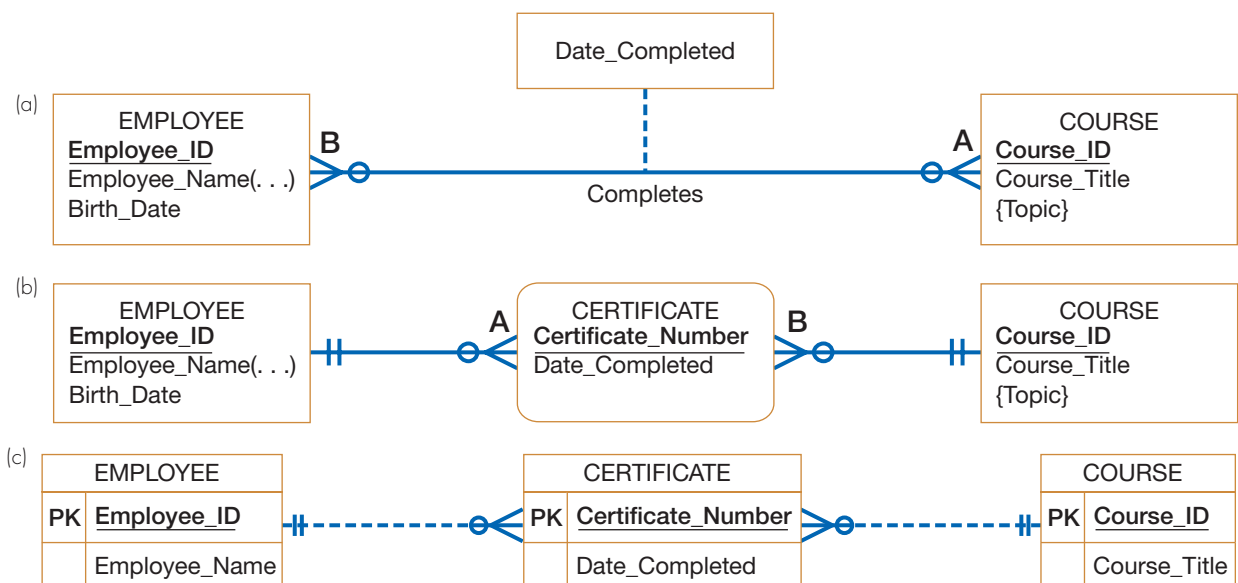 Date_Completed
(a)
EMPLOYEE
Employee_ID
Employee_Name(. . .)
Birth_Date
B
Completes
A
COURSE
Course_ID
Course_Title
{Topic}
(b)
EMPLOYEE
Employee_ID
Employee_Name(. . .)
Birth_Date
A
CERTIFICATE
Certificate_Number
Date_Completed
B
COURSE
Course_ID
Course_Title
{Topic}
(c)
EMPLOYEE
PK Employee_ID
Employee_Name
CERTIFICATE
PK Certificate_Number
Date_Completed
COURSE
PK Course_ID
Course_Title